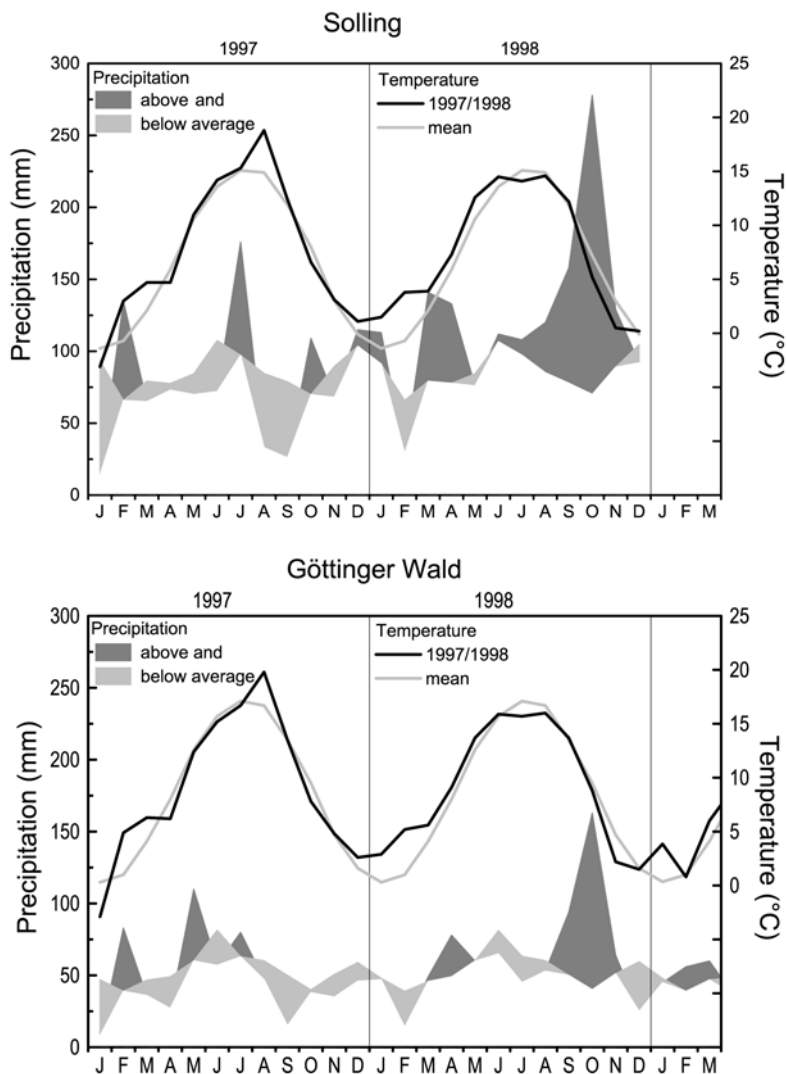 Solling
1997 1998
Precipitation
above and
below average
Temperature
1997/1998
mean
Precipitation (mm)
300
250
200
150
100
50
0
Temperature (°C)
25
20
15
10
5
0
J F M A M J J A S O N D J F M A M J J A S O N D J F M
Göttinger Wald
1997 1998
Precipitation
above and
below average
Temperature
1997/1998
mean
Precipitation (mm)
300
250
200
150
100
50
0
Temperature (°C)
25
20
15
10
5
0
J F M A M J J A S O N D J F M A M J J A S O N D J F M